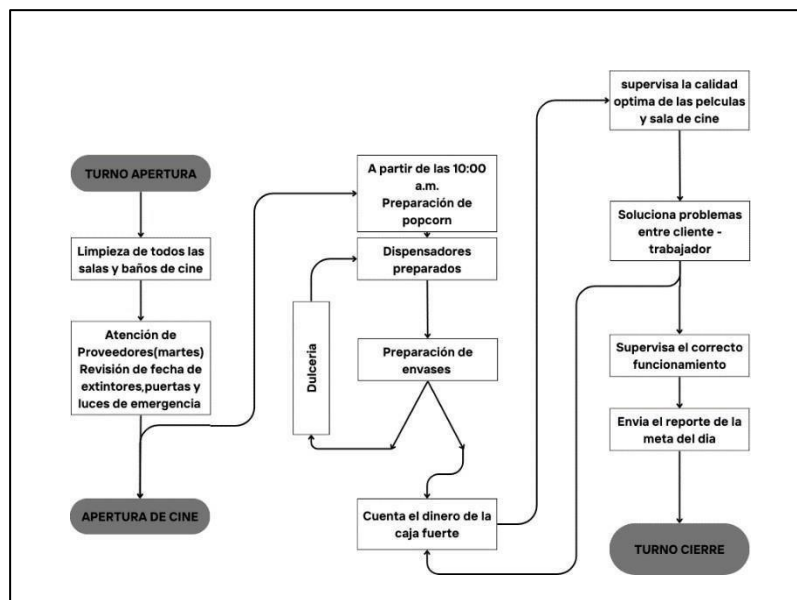 TURNO APERTURA
Limpieza de todos las
salas y baños de cine
Atención de
Proveedores(martes)
Revisión de fecha de
extintores,puertas y
luces de emergencia
APERTURA DE CINE
A partir de las 10:00
a.m.
Preparación de
popcorn
Dispensadores
preparados
Dulceria
Preparación de
envases
Cuenta el dinero de la
caja fuerte
supervisa la calidad
optima de las pelculas
y sala de cine
Soluciona problemas
entre cliente -
trabajador
Supervisa el correcto
funcionamiento
Envia el reporte de la
meta del dia
TURNO CIERRE